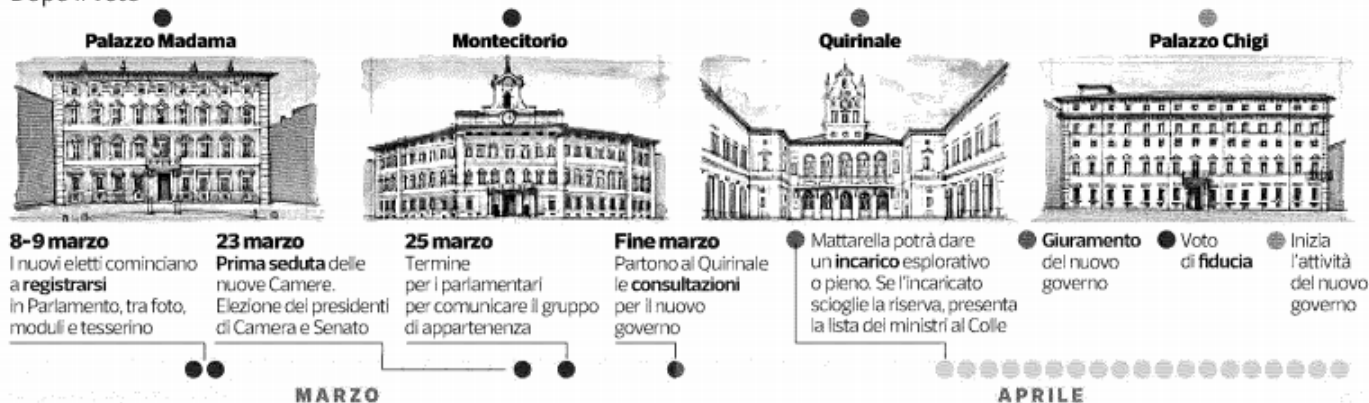 Dopo il voto
Palazzo Madama
Montecitorio
Quirinale
Palazzo Chigi
8-9 marzo
I nuovi eletti cominciano
a registrarsi
in Parlamento, tra foto,
moduli e tesserino
23 marzo
Prima seduta delle
nuove Camere.
Elezione dei presidenti
di Camera e Senato
25 marzo
Termine
per i parlamentari
per comunicare il gruppo
di appartenenza
Fine marzo
Partono al Quirinale
le consultazioni
per il nuovo
governo
Mattarella potrà dare
un incarico esplorativo
o pieno. Se l'incaricato
scioglie la riserva, presenta
la lista dei ministri al Colle
Giuramento
del nuovo
governo
Voto
di fiducia
Inizia
l'attività
del nuovo
governo
MARZO
APRILE